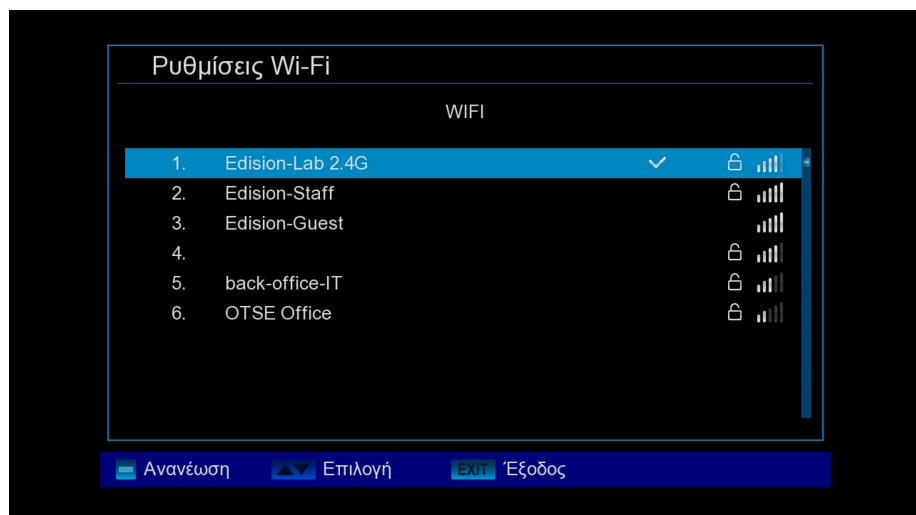 Ρυθμίσεις Wi-Fi
WIFI
1. Edision-Lab 2.4G
2. Edision-Staff
3. Edision-Guest
4.
5. back-office-IT
6. OTSE Office
Ανανέωση Επιλογή EXIT Έξοδος